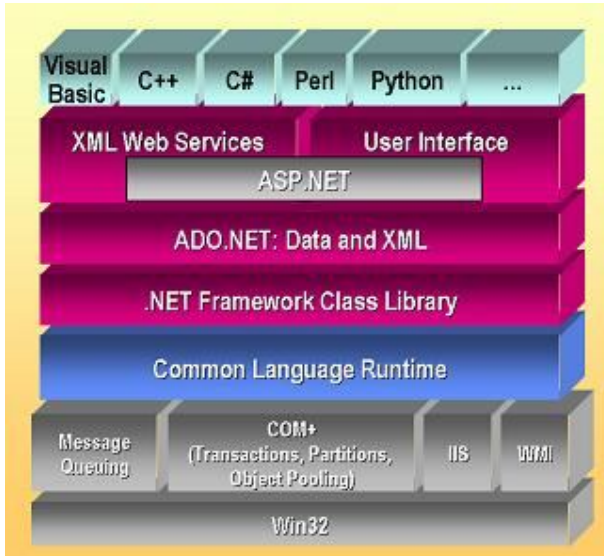 Visual
Basic
C++
C#
Perl
Python
...
XML Web Services
User Interface
ASP.NET
ADO.NET: Data and XML
.NET Framework Class Library
Common Language Runtime
Message
Queuing
COM+
(Transactions, Partitions,
Object Pooling)
IIS
WMI
Win32